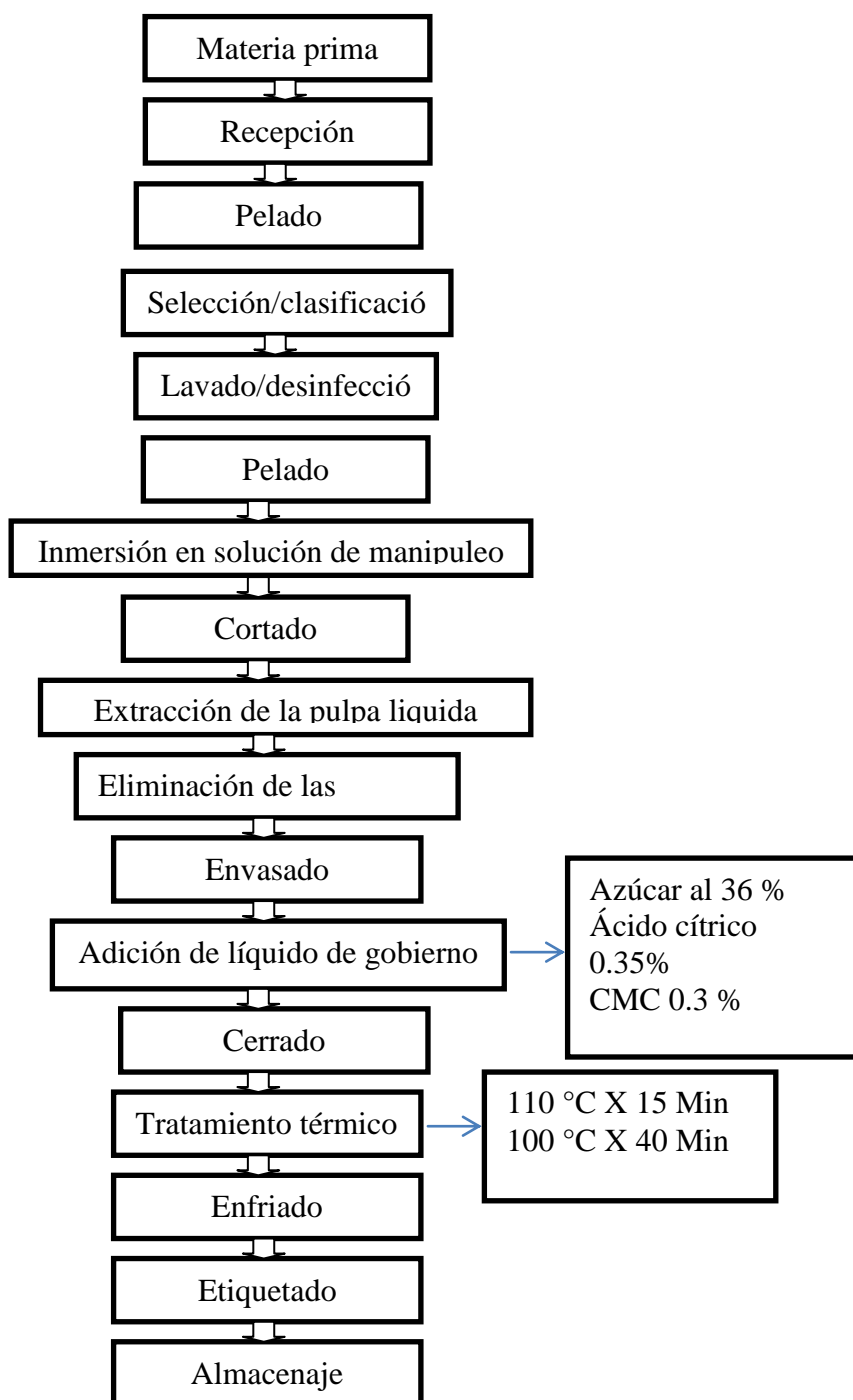 Materia prima
Recepción
Pelado
Selección/clasificació
Lavado/desinfecció
Pelado
Inmersión en solución de manipuleo
Cortado
Extracción de la pulpa liquida
Eliminación de las
Envasado
Adición de líquido de gobierno
Azúcar al 36 %
Ácido cítrico
0.35%
CMC 0.3 %
Cerrado
Tratamiento térmico
110 °C X 15 Min
100 °C X 40 Min
Enfriado
Etiquetado
Almacenaje